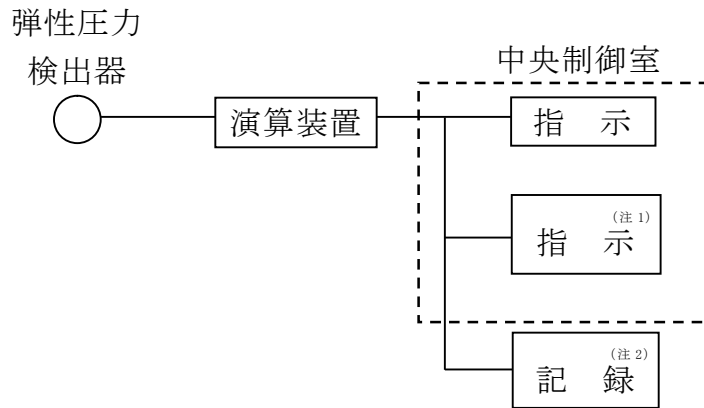 弾性圧力
検出器
演算装置
中央制御室
指 示
指 示(注1)
記 録(注2)